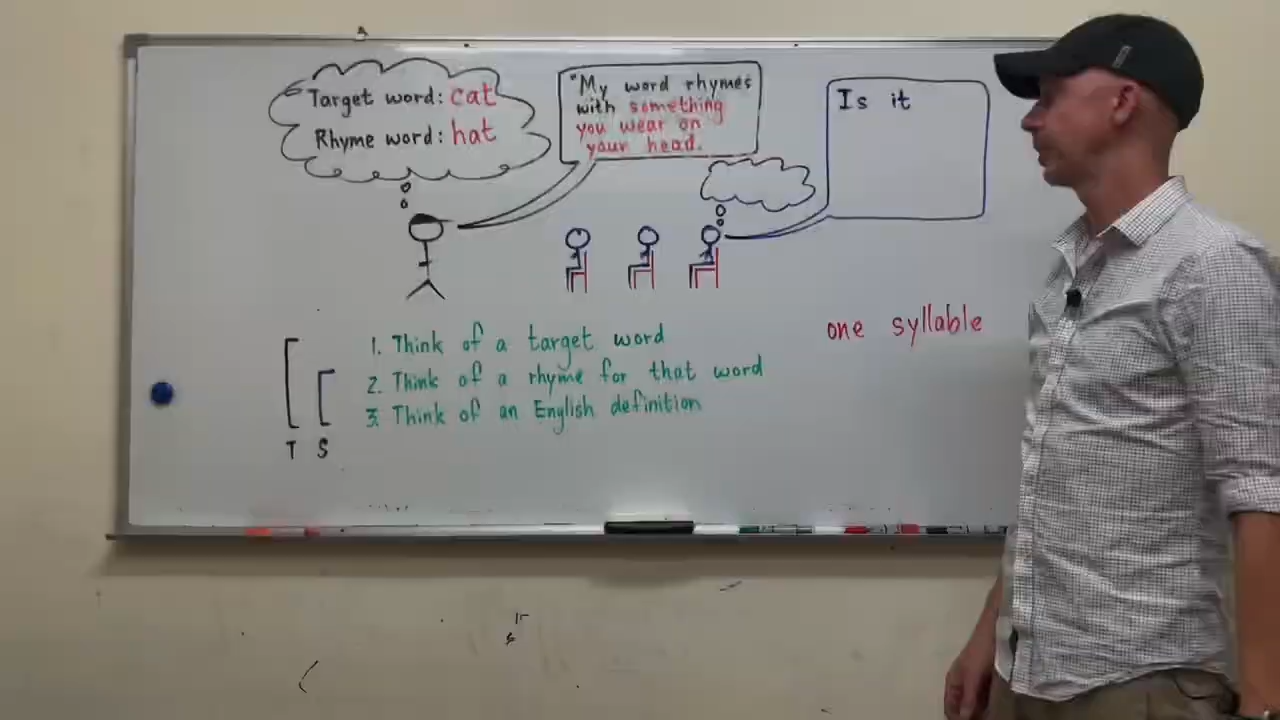 Target word: cat
Rhyme word: hat
"My word rhymes
with something
you wear on
your head.
Is it
one syllable
1. Think of a target word
2. Think of a rhyme for that word
3. Think of an English definition
T S